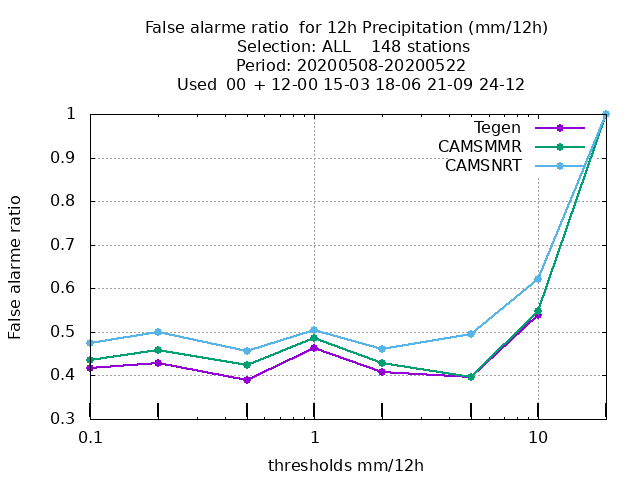 False alarme ratio  for 12h Precipitation (mm/12h)
Selection: ALL    148 stations
Period: 20200508-20200522
Used  00 + 12-00 15-03 18-06 21-09 24-12
1
0.9
0.8
0.7
0.6
0.5
0.4
0.3
False alarme ratio
Tegen
CAMSMMR
CAMSNRT
0.1 1 10
thresholds mm/12h